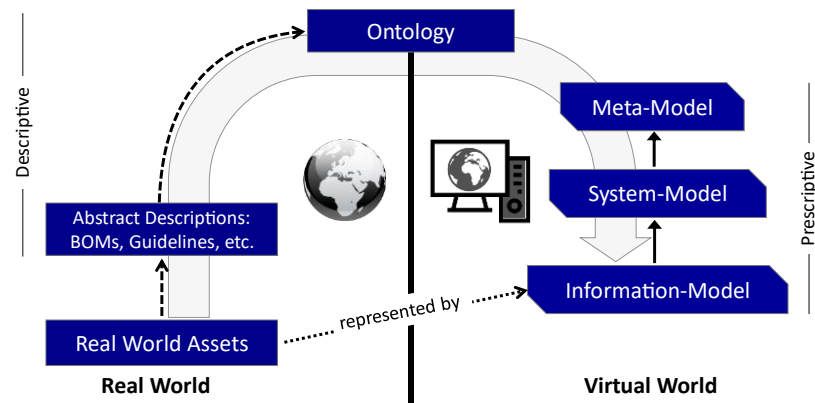 Ontology
Descriptive
Meta-Model
System-Model
Prescriptive
Abstract Descriptions:
BOMs, Guidelines, etc.
Information-Model
represented by
Real World Assets
Real World
Virtual World